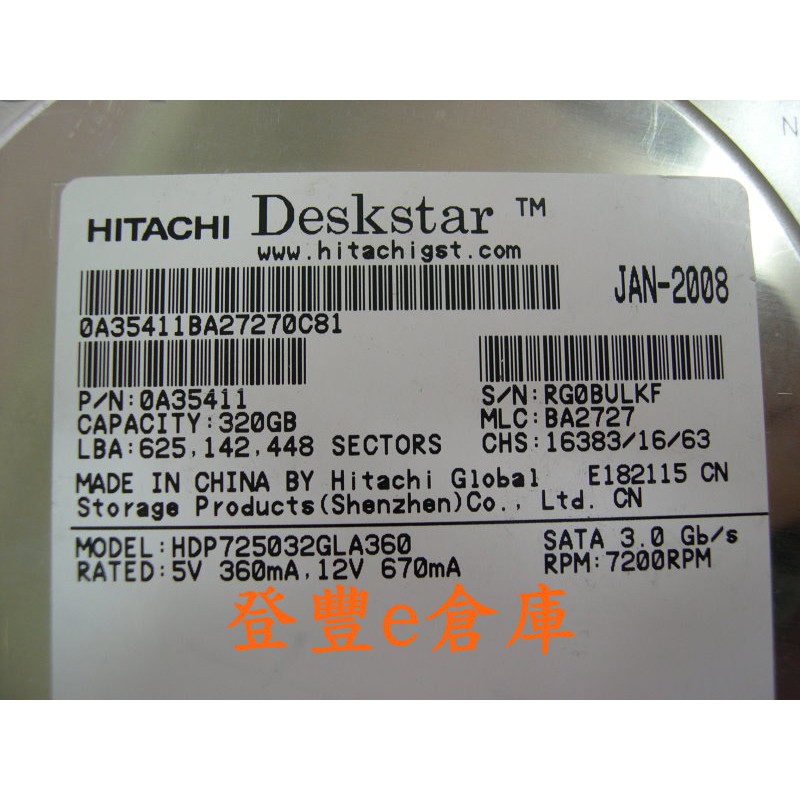 N
HITACHI Deskstar ™
www.hitachigst.com
JAN-2008
0A35411BA27270C81
P/N:0A35411
S/N:RG0BULKF
CAPACITY:320GB
MLC:BA2727
LBA:625,142,448 SECTORS
CHS:16383/16/63
MADE IN CHINA BY Hitachi Global E182115 CN
Storage Products(Shenzhen)Co., Ltd. CN
MODEL:HDP725032GLA360
SATA 3.0 Gb/s
RATED:5V 360mA,12V 670mA
RPM:7200RPM
登豐e倉庫